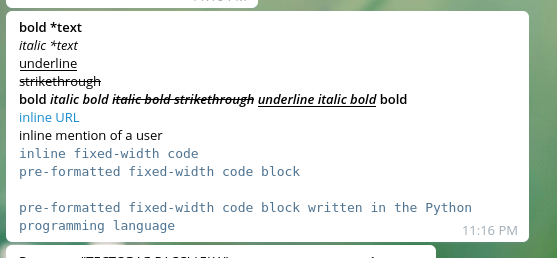 bold *text
italic *text
underline
strikethrough
bold italic bold italic bold strikethrough underline italic bold bold
inline URL
inline mention of a user
inline fixed-width code
pre-formatted fixed-width code block
pre-formatted fixed-width code block written in the Python
programming language
11:16 PM